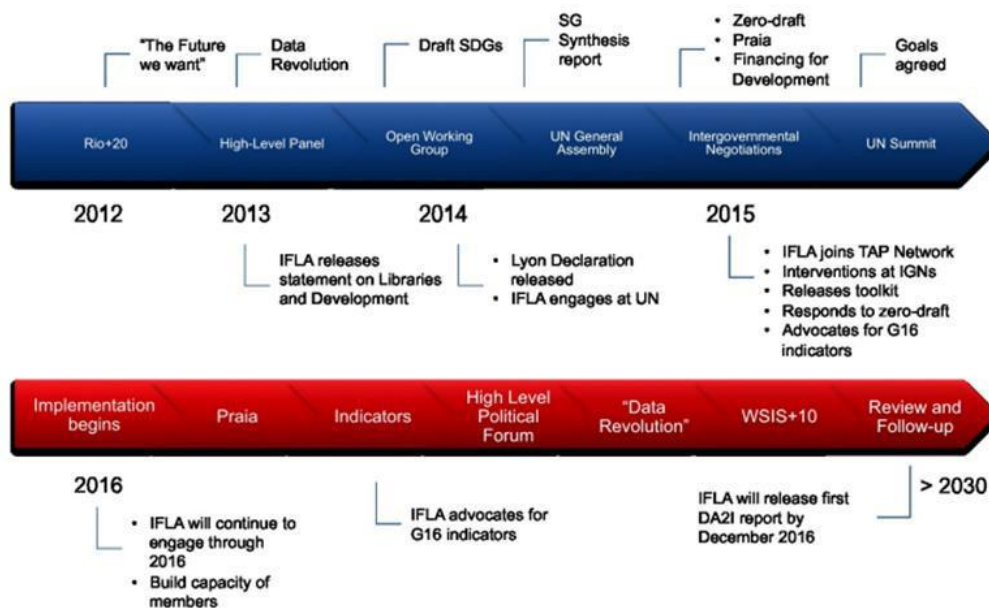 "The Future
we want"
Data
Revolution
Draft SDGs
SG
Synthesis
report
• Zero-draft
• Praia
• Financing for
Development
Goals
agreed
Rio+20
High-Level Panel
Open Working
Group
UN General
Assembly
Intergovernmental
Negotiations
UN Summit
2012
2013
2014
2015
IFLA releases
statement on Libraries
and Development
• Lyon Declaration
released
• IFLA engages at UN
• IFLA joins TAP Network
• Interventions at IGNs
• Releases toolkit
• Responds to zero-draft
• Advocates for G16
indicators
Implementation
begins
Praia
Indicators
High Level
Political
Forum
"Data
Revolution"
WSIS+10
Review and
Follow-up
2016
> 2030
• IFLA will continue to
engage through
2016
• Build capacity of
members
IFLA advocates for
G16 indicators
IFLA will release first
DA2I report by
December 2016